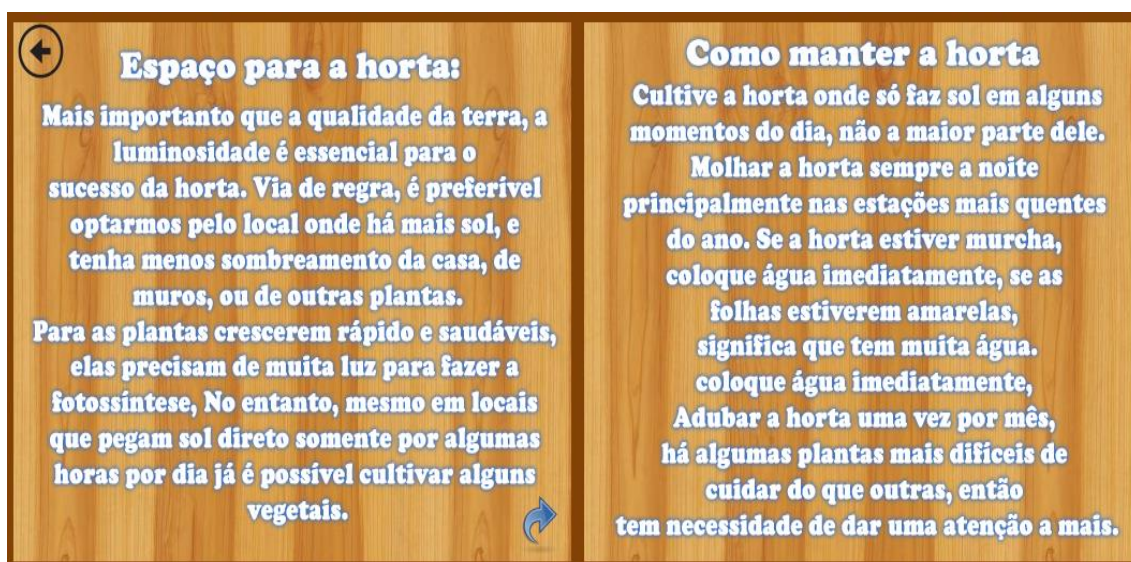 Espaço para a horta:
Mais importanto que a qualidade da terra, a
luminosidade é essencial para o
sucesso da horta. Via de regra, é preferível
optarmos pelo local onde há mais sol, e
tenha menos sombreamento da casa, de
muros, ou de outras plantas.
Para as plantas crescerem rápido e saudáveis,
elas precisam de muita luz para fazer a
fotossíntese, No entanto, mesmo em locais
que pegam sol direto somente por algumas
horas por dia já é possível cultivar alguns
vegetais.
Como manter a horta
Cultive a horta onde só faz sol em alguns
momentos do dia, não a maior parte dele.
Molhar a horta sempre a noite
principalmente nas estações mais quentes
do ano. Se a horta estiver murcha,
coloque água imediatamente, se as
folhas estiverem amarelas,
significa que tem muita água.
coloque água imediatamente,
Adubar a horta uma vez por mês,
há algumas plantas mais difíceis de
cuidar do que outras, então
tem necessidade de dar uma atenção a mais.